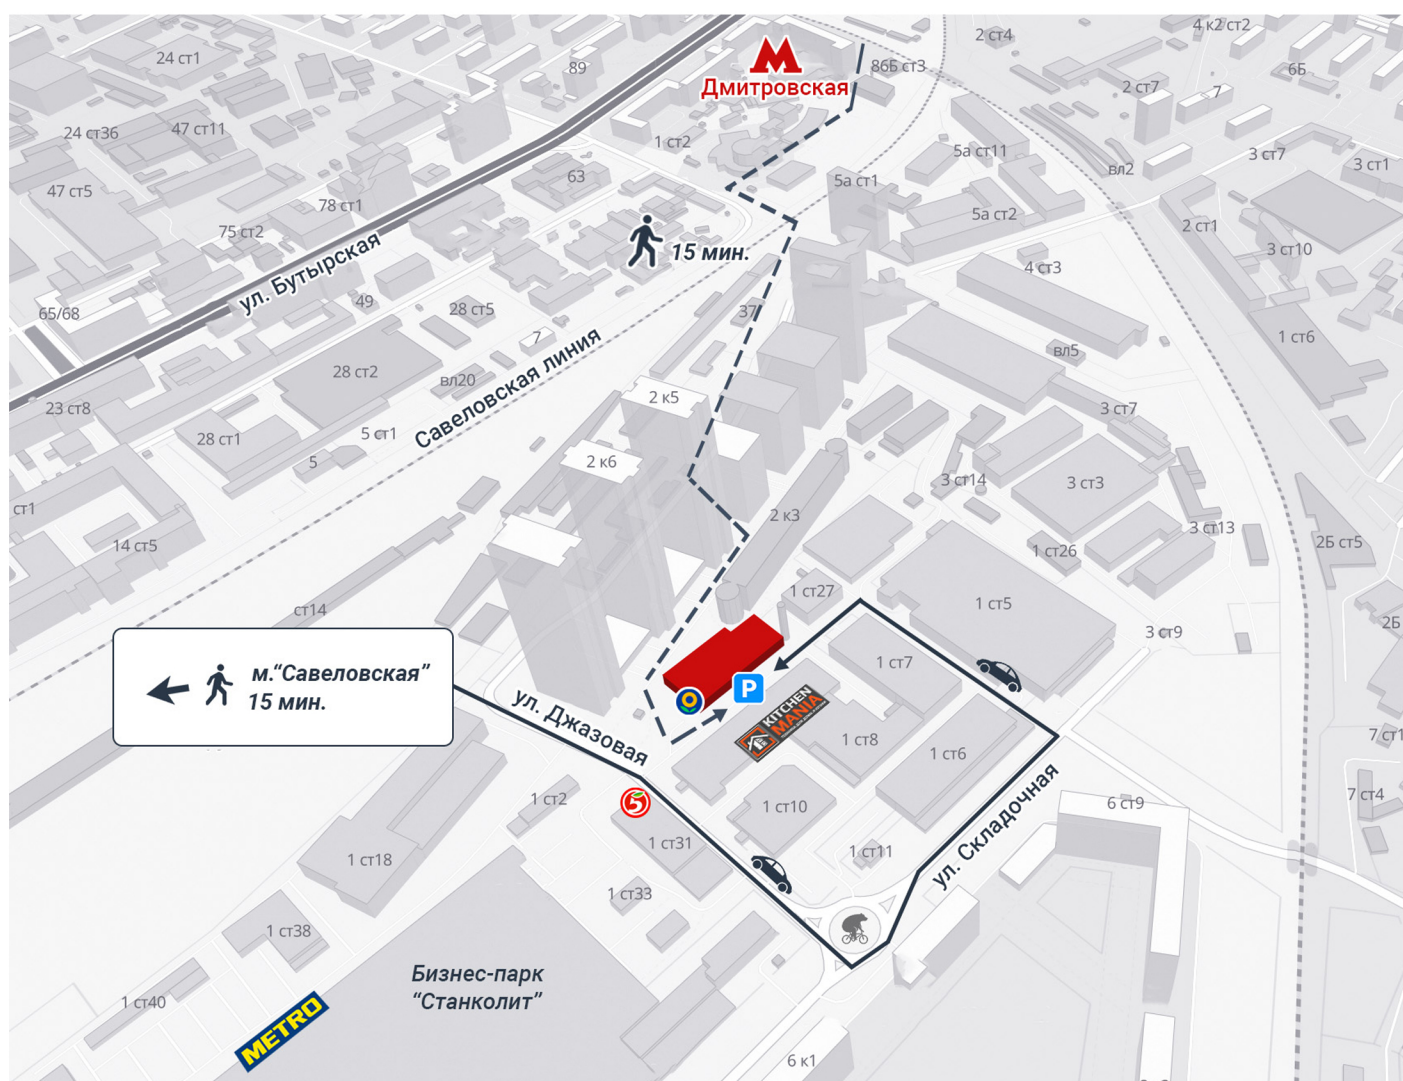 24 ст1
89
М
Дмитровская
86Б ст3
2 ст4
4 к2 ст2
6Б
2 ст7
7
24 ст36
47 ст11
1 ст2
5а ст11
3 ст7
вл2
3 ст1
47 ст5
78 ст1
63
5а ст1
5а ст2
2 ст1
75 ст2
15 мин.
3 ст10
ул. Бутырская
4 ст3
65/68
49
28 ст5
37
7
1 ст6
28 ст2
вл20
Савеловская линия
вл5
23 ст8
2 к5
3 ст7
28 ст1
5 ст1
5
2 к6
3 ст14
3 ст3
ст1
2 к3
3 ст13
14 ст5
1 ст26
2Б ст5
ст14
1 ст27
1 ст5
2Б
3 ст9
м.“Савеловская”
15 мин.
1 ст7
P
ул. Джазовая
KITCHEN
MANIA
1 ст8
1 ст6
7 ст1
1 ст2
5
1 ст10
ул. Складочная
6 ст9
7 ст4
1 ст18
1 ст31
1 ст11
1 ст33
1 ст38
Бизнес-парк
“Станколит”
1 ст40
METRO
6 к1